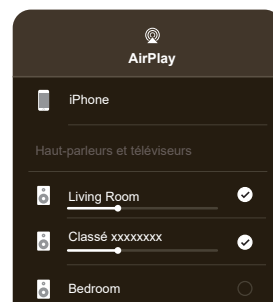 AirPlay
iPhone
Haut-parleurs et téléviseurs
Living Room
Classé xxxxxxxx
Bedroom